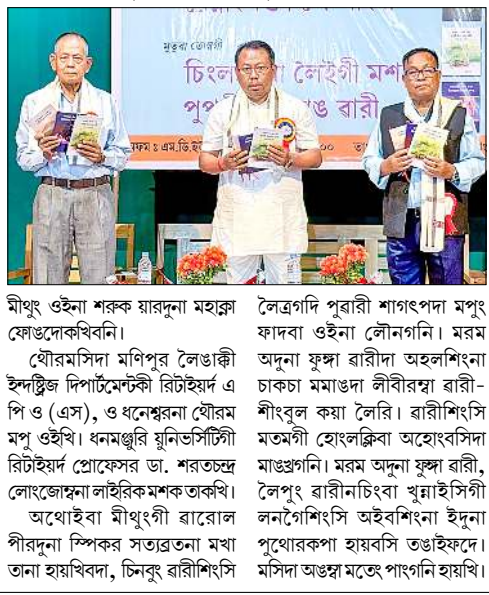 মুতুবা তোম্বগী
পুৱারী
মীথুং ওইনা শরুক য়ারদুনা মহাক্না
ফোঙদোকখিবনি।
থৌরমসিদা মণিপুর লৈঙাক্কী
ইন্দষ্ট্রিজ দিপার্টমেন্টকী রিটাইয়র্দ এ
পি ও (এস), ও ধনেশ্বরনা থৌরম
মপু ওইখি। ধনমঞ্জুরি য়ুনিভর্সিটিগী
রিটাইয়র্দ প্রোফেসর ডা. শরতচন্দ্র
লোংজোম্বনা লাইরিক মশক তাকখি।
অথোইবা মীথুংগী ৱারোল
পীরদুনা স্পিকর সত্যব্রতনা মখা
তানা হায়খিবদা, চিনবুং ৱারীশিংসি
লৈত্রগদি পুৱারী শাগৎপদা মপুং
ফাদবা ওইনা লৌনগনি। মরম
অদুনা ফুঙ্গা ৱারীদা অহলশিংনা
চাকচা মমাঙদা লীবীরম্বা ৱারী-
শীংবুল কয়া লৈরি। ৱারীশিংসি
মতমগী হোংলক্লিবা অহোংবসিদা
মাঙখ্রগনি। মরম অদুনা ফুঙ্গা ৱারী,
লৈপুং ৱারীনচিংবা খুন্নাইসিগী
লনগৈশিংসি অইবশিংনা ইদুনা
পুথোরকপা হায়বসি তঙাইফদে।
মসিদা অঙম্বা মতেং পাংগনি হায়খি।